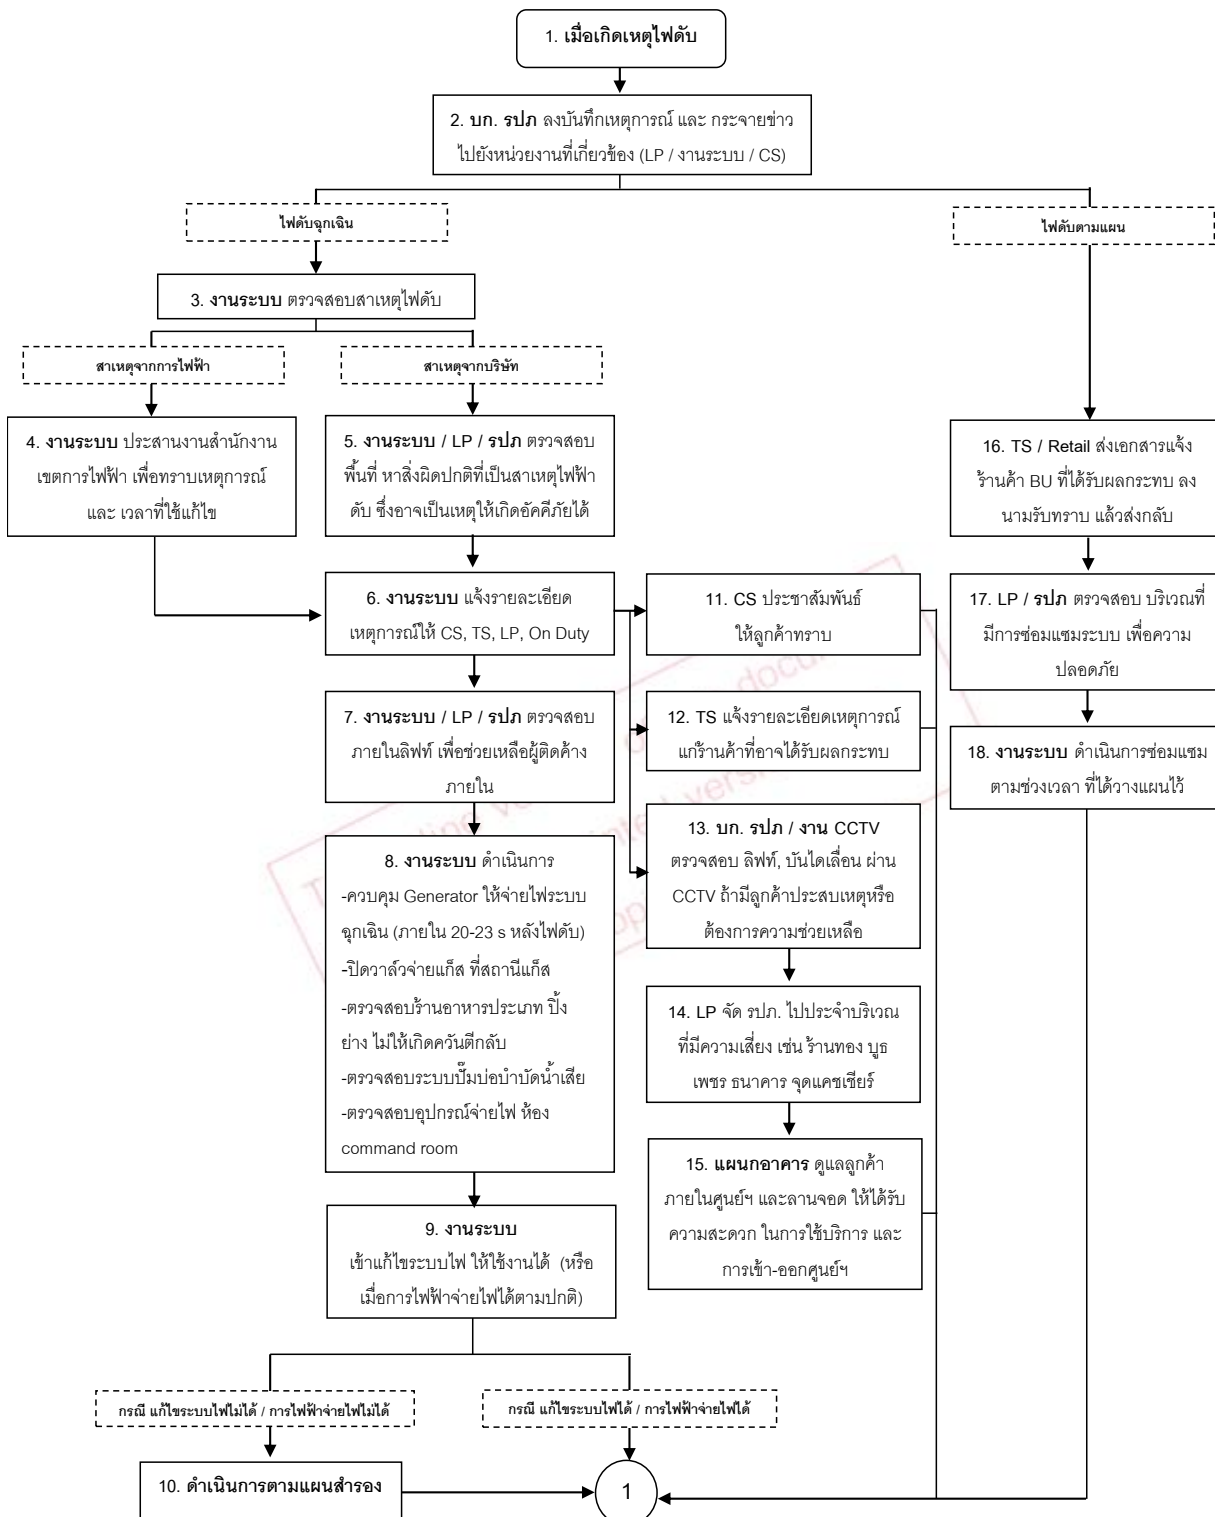 1. เมื่อเกิดเหตุไฟดับ
2. บก. รปภ ลงบันทึกเหตุการณ์ และ กระจายข่าว
ไปยังหน่วยงานที่เกี่ยวข้อง (LP / งานระบบ / CS)
ไฟดับฉุกเฉิน
ไฟดับตามแผน
3. งานระบบ ตรวจสอบสาเหตุไฟดับ
สาเหตุจากการไฟฟ้า
สาเหตุจากบริษัท
4. งานระบบ ประสานงานสำนักงาน
เขตการไฟฟ้า เพื่อทราบเหตุการณ์
และ เวลาที่ใช้แก้ไข
5. งานระบบ / LP / รปภ ตรวจสอบ
พื้นที่ หาสิ่งผิดปกติที่เป็นสาเหตุไฟฟ้า
ดับ ซึ่งอาจเป็นเหตุให้เกิดอัคคีภัยได้
16. TS / Retail ส่งเอกสารแจ้ง
ร้านค้า BU ที่ได้รับผลกระทบ ลง
นามรับทราบ แล้วส่งกลับ
6. งานระบบ แจ้งรายละเอียด
เหตุการณ์ให้ CS, TS, LP, On Duty
11. CS ประชาสัมพันธ์
ให้ลูกค้าทราบ
17. LP / รปภ ตรวจสอบ บริเวณที่
มีการซ่อมแซมระบบ เพื่อความ
ปลอดภัย
7. งานระบบ / LP / รปภ ตรวจสอบ
ภายในลิฟท์ เพื่อช่วยเหลือผู้ติดค้าง
ภายใน
12. TS แจ้งรายละเอียดเหตุการณ์
แก่ร้านค้าที่อาจได้รับผลกระทบ
18. งานระบบ ดำเนินการซ่อมแซม
ตามช่วงเวลา ที่ได้วางแผนไว้
8. งานระบบ ดำเนินการ
-ควบคุม Generator ให้จ่ายไฟระบบ
ฉุกเฉิน (ภายใน 20-23 s หลังไฟดับ)
-ปิดวาล์วจ่ายแก็ส ที่สถานีแก็ส
-ตรวจสอบร้านอาหารประเภท ปิ้ง
ย่าง ไม่ให้เกิดควันตีกลับ
-ตรวจสอบระบบปั๊มบ่อบำบัดน้ำเสีย
-ตรวจสอบอุปกรณ์จ่ายไฟ ห้อง
command room
13. บก. รปภ / งาน CCTV
ตรวจสอบ ลิฟท์, บันไดเลื่อน ผ่าน
CCTV ถ้ามีลูกค้าประสบเหตุหรือ
ต้องการความช่วยเหลือ
14. LP จัด รปภ. ไปประจำบริเวณ
ที่มีความเสี่ยง เช่น ร้านทอง บูธ
เพชร ธนาคาร จุดแคชเชียร์
15. แผนกอาคาร ดูแลลูกค้า
ภายในศูนย์ฯ และลานจอด ให้ได้รับ
ความสะดวก ในการใช้บริการ และ
การเข้า-ออกศูนย์ฯ
9. งานระบบ
เข้าแก้ไขระบบไฟ ให้ใช้งานได้ (หรือ
เมื่อการไฟฟ้าจ่ายไฟได้ตามปกติ)
กรณี แก้ไขระบบไฟไม่ได้ / การไฟฟ้าจ่ายไฟไม่ได้
กรณี แก้ไขระบบไฟได้ / การไฟฟ้าจ่ายไฟได้
10. ดำเนินการตามแผนสำรอง
1